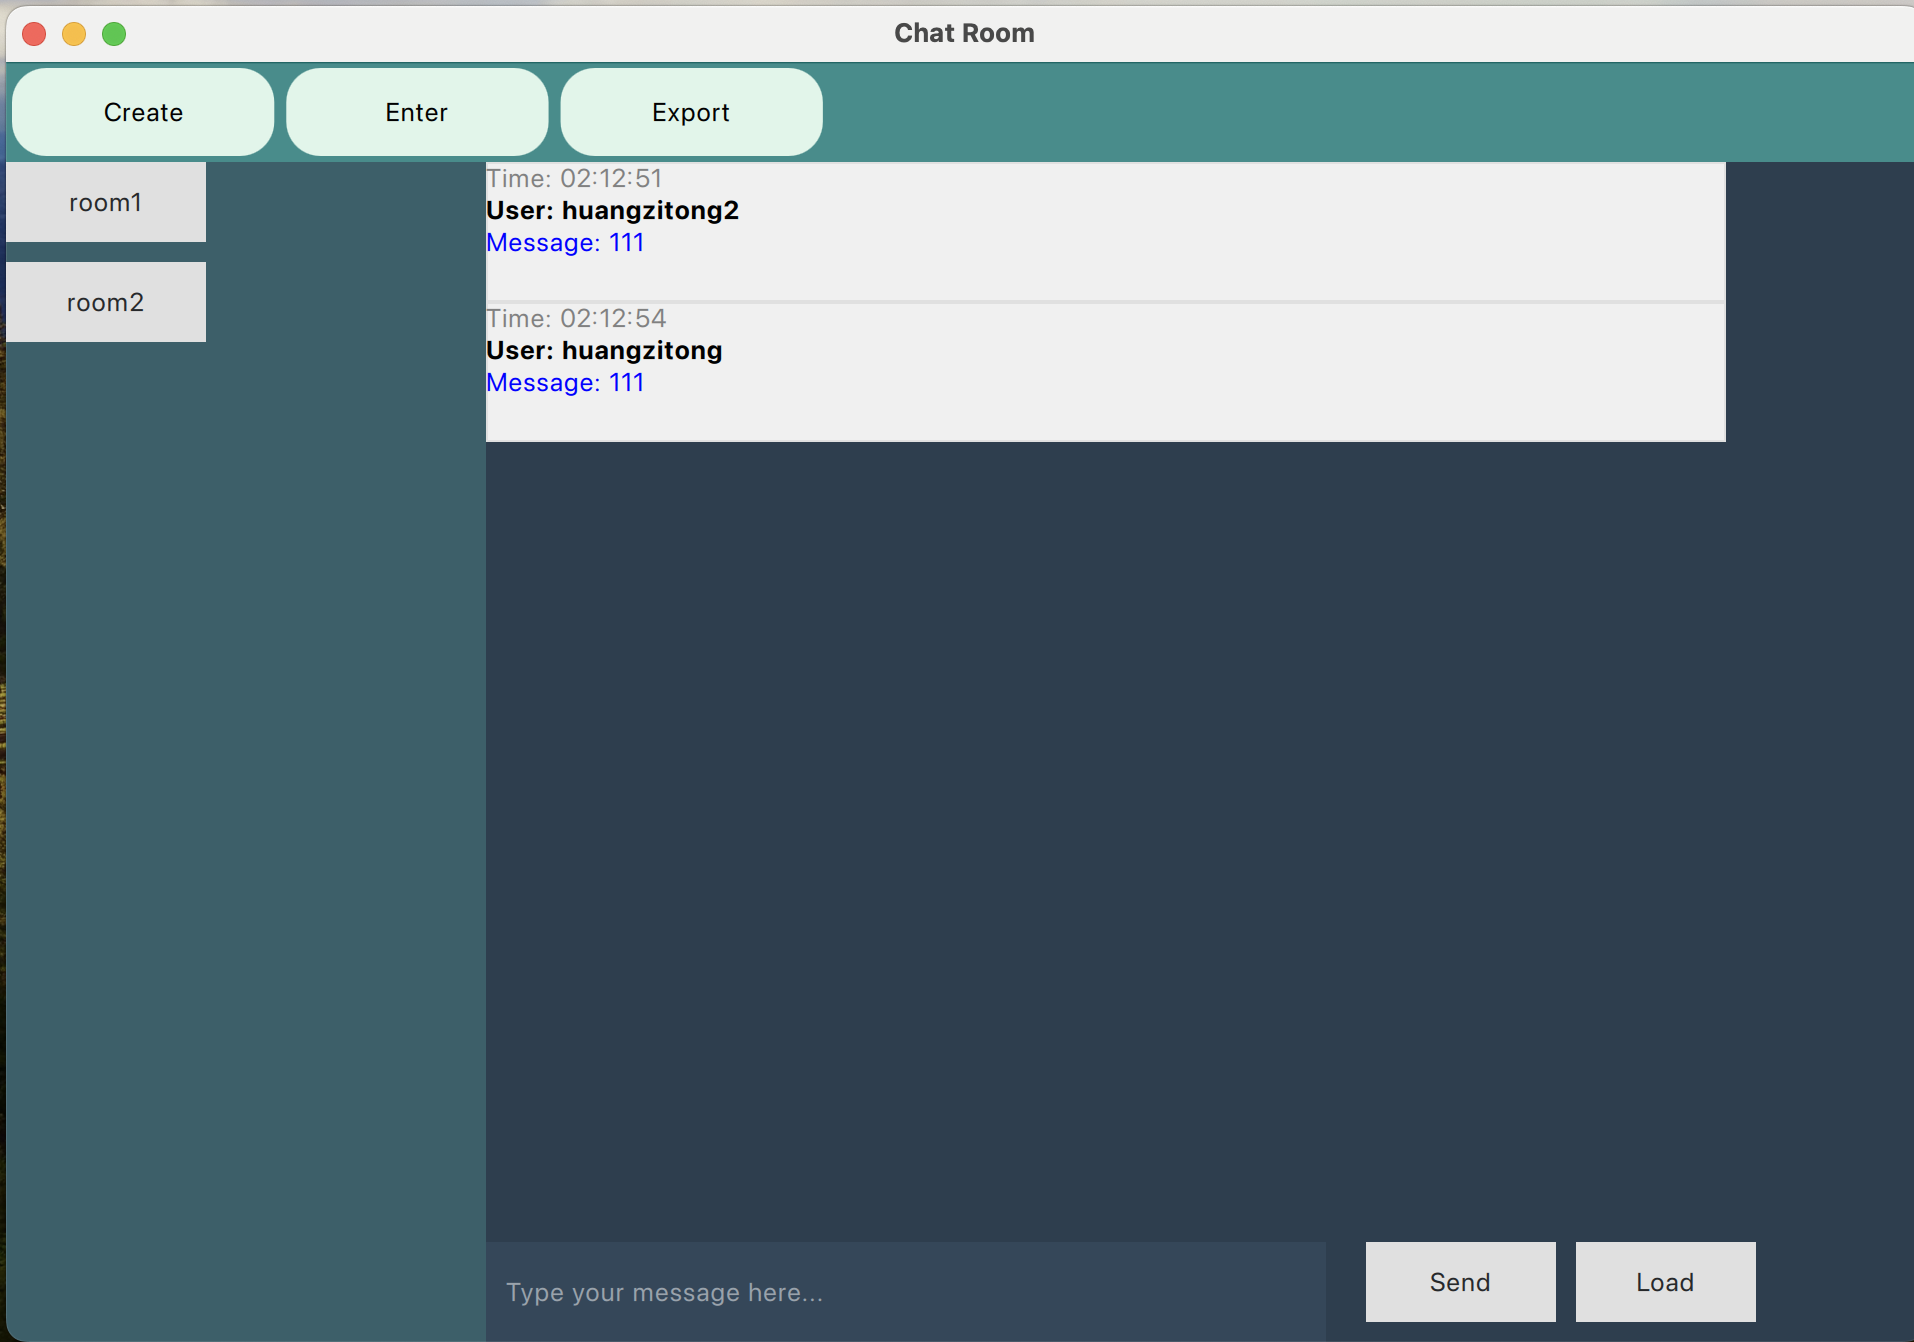 Chat Room
Create
Enter
Export
room1
room2
Time: 02:12:51
User: huangzitong2
Message: 111
Time: 02:12:54
User: huangzitong
Message: 111
Type your message here...
Send
Load